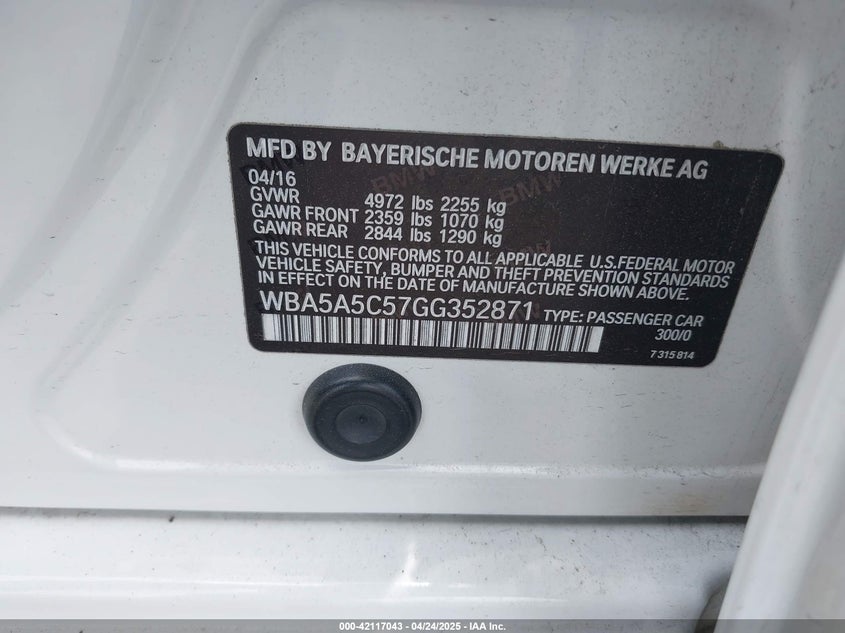 MFD BY BAYERISCHE MOTOREN WERKE AG
04/16
GVWR 4972 lbs 2255 kg
GAWR FRONT 2359 lbs 1070 kg
GAWR REAR 2844 lbs 1290 kg
THIS VEHICLE CONFORMS TO ALL APPLICABLE U.S.FEDERAL MOTOR
VEHICLE SAFETY, BUMPER AND THEFT PREVENTION STANDARDS
IN EFFECT ON THE DATE OF MANUFACTURE SHOWN ABOVE.
WBA5A5C57GG352871 TYPE: PASSENGER CAR
300/0
7 315 814
000-42117043 - 04/24/2025 - IAA Inc.